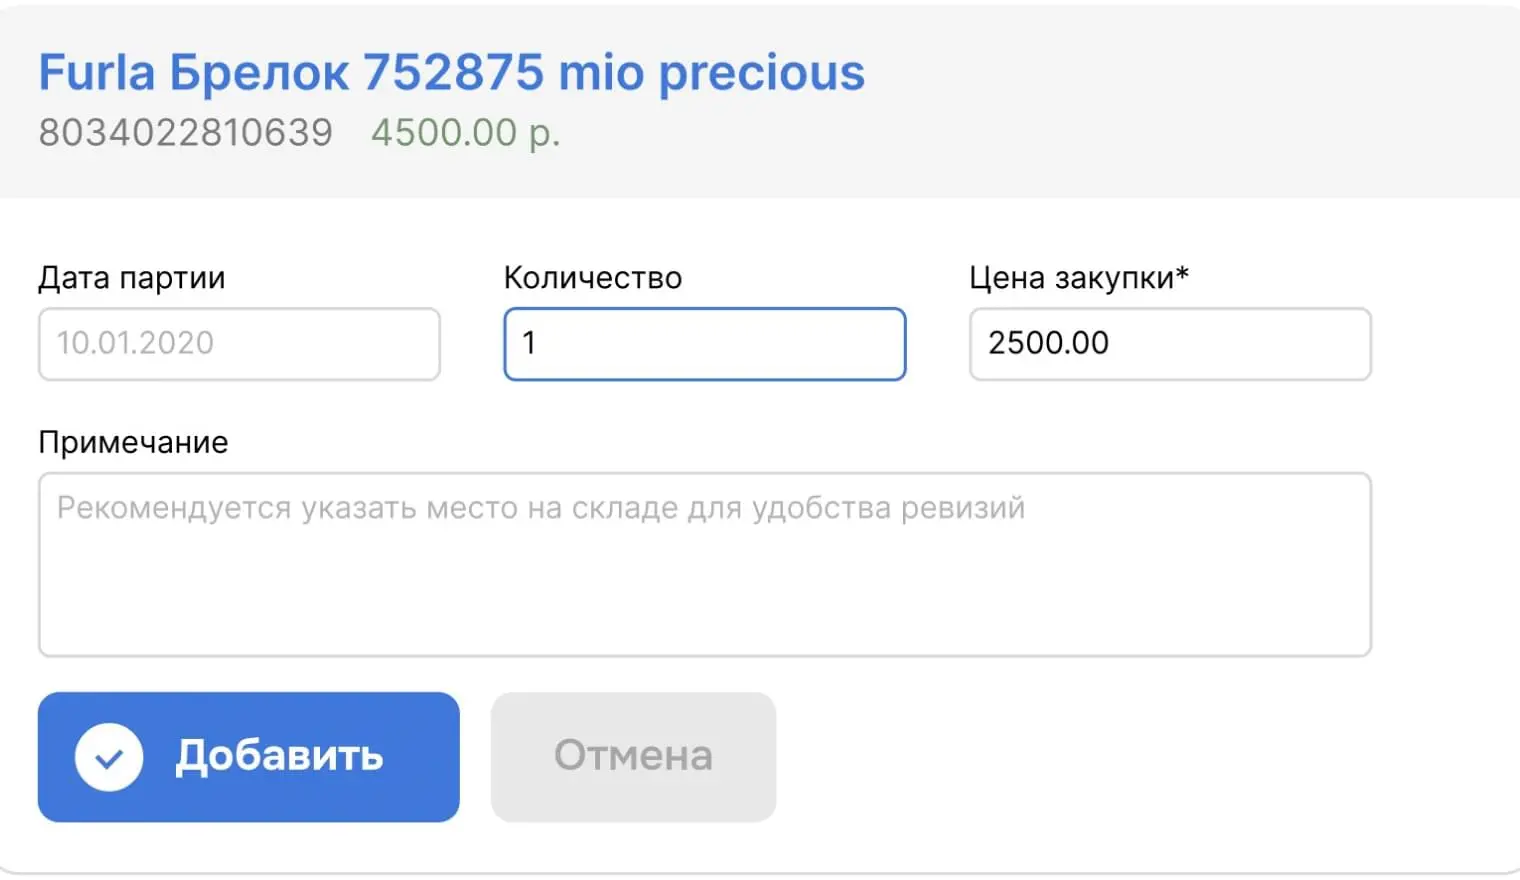 Furla Брелок 752875 mio precious
8034022810639 4500.00 р.
Дата партии
10.01.2020
Количество
1
Цена закупки*
2500.00
Примечание
Рекомендуется указать место на складе для удобства ревизий
Добавить
Отмена